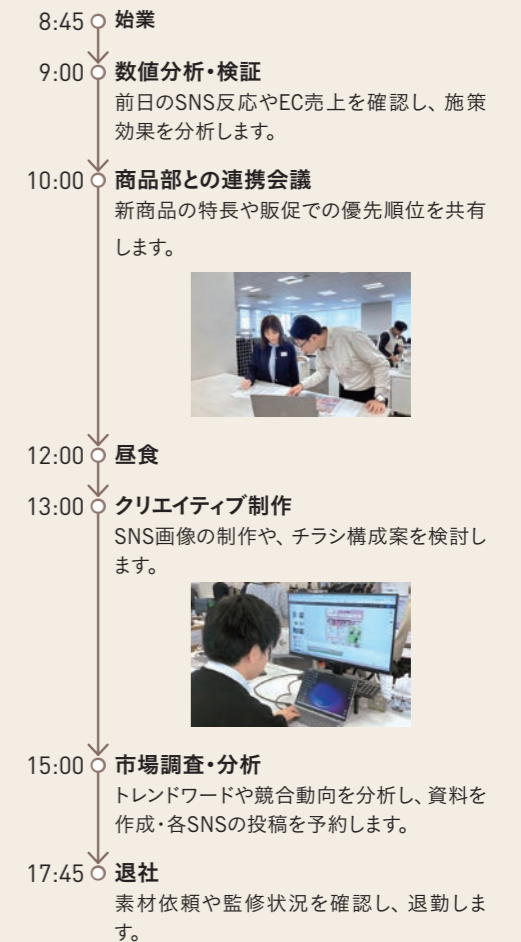 8:45 始業
9:00 数値分析・検証
前日のSNS反応やEC売上を確認し、施策
効果を分析します。
10:00 商品部との連携会議
新商品の特長や販促での優先順位を共有
します。
12:00 昼食
13:00 クリエイティブ制作
SNS画像の制作や、チラシ構成案を検討し
ます。
15:00 市場調査・分析
トレンドワードや競合動向を分析し、資料を
作成・各SNSの投稿を予約します。
17:45 退社
素材依頼や監修状況を確認し、退勤しま
す。